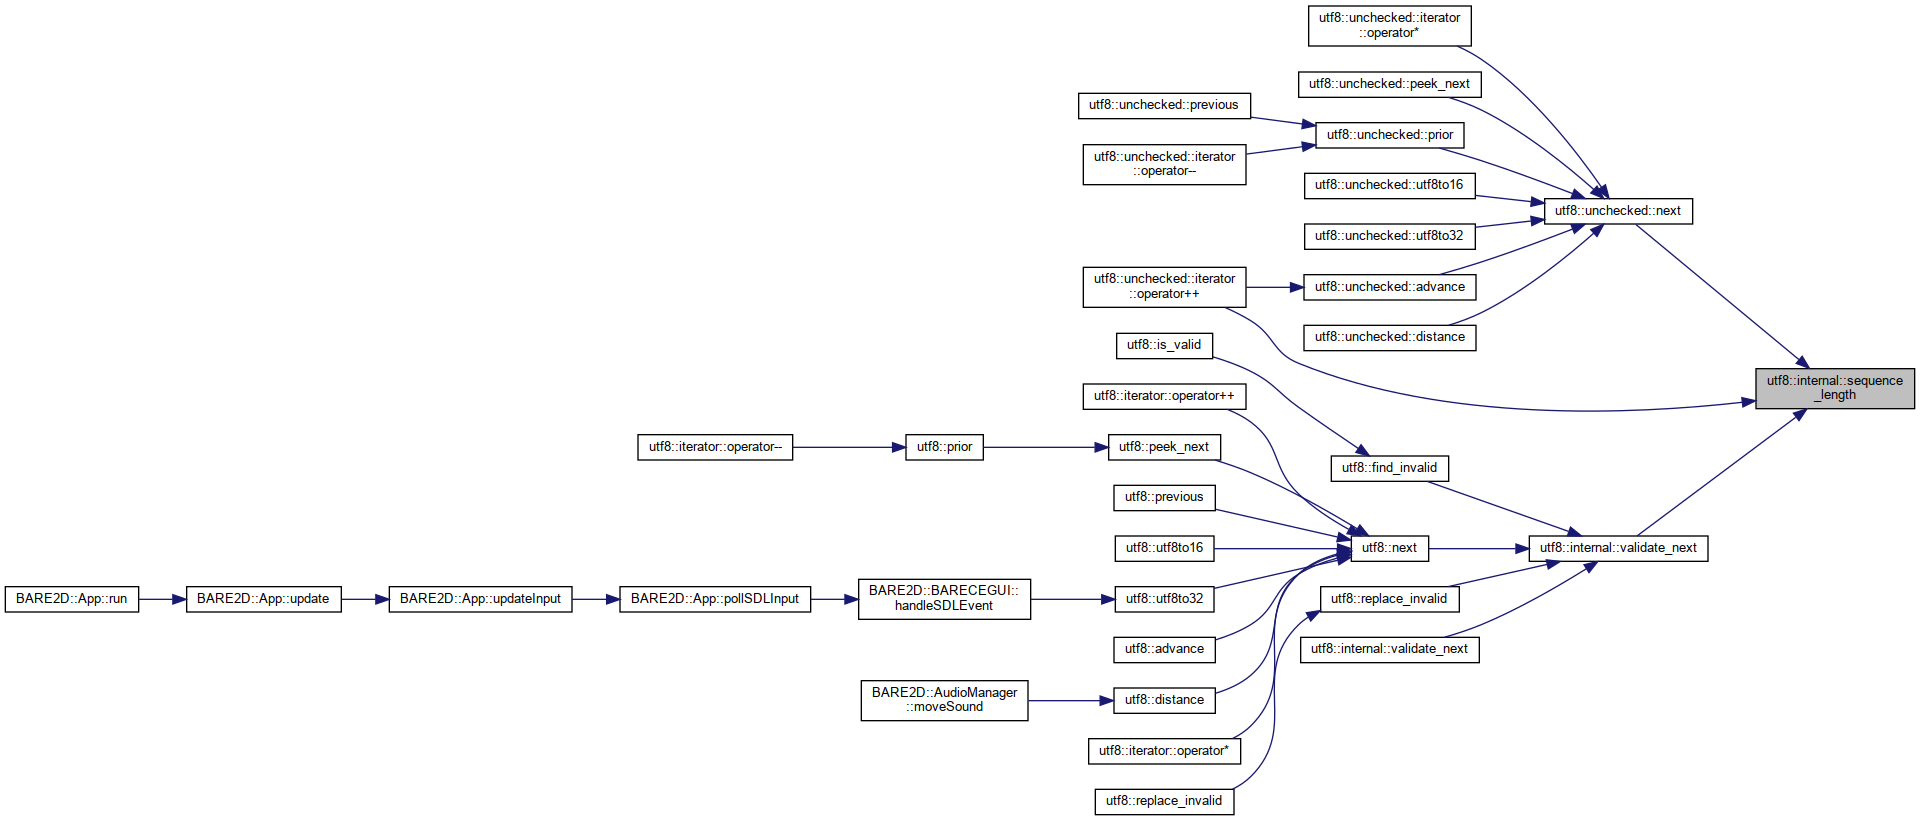 utf8::unchecked::iterator
::operator*
utf8::unchecked::peek_next
utf8::unchecked::previous
utf8::unchecked::prior
utf8::unchecked::iterator
::operator--
utf8::unchecked::utf8to16
utf8::unchecked::next
utf8::unchecked::utf8to32
utf8::unchecked::iterator
::operator++
utf8::unchecked::advance
utf8::unchecked::distance
utf8::is_valid
utf8::internal::sequence
_length
utf8::iterator::operator++
utf8::iterator::operator--
utf8::prior
utf8::peek_next
utf8::find_invalid
utf8::previous
utf8::utf8to16
utf8::next
utf8::internal::validate_next
BARE2D::App::run
BARE2D::App::update
BARE2D::App::updateInput
BARE2D::App::pollSDLInput
BARE2D::BARECEGUI::
handleSDLEvent
utf8::utf8to32
utf8::replace_invalid
utf8::advance
utf8::internal::validate_next
BARE2D::AudioManager
::moveSound
utf8::distance
utf8::iterator::operator*
utf8::replace_invalid